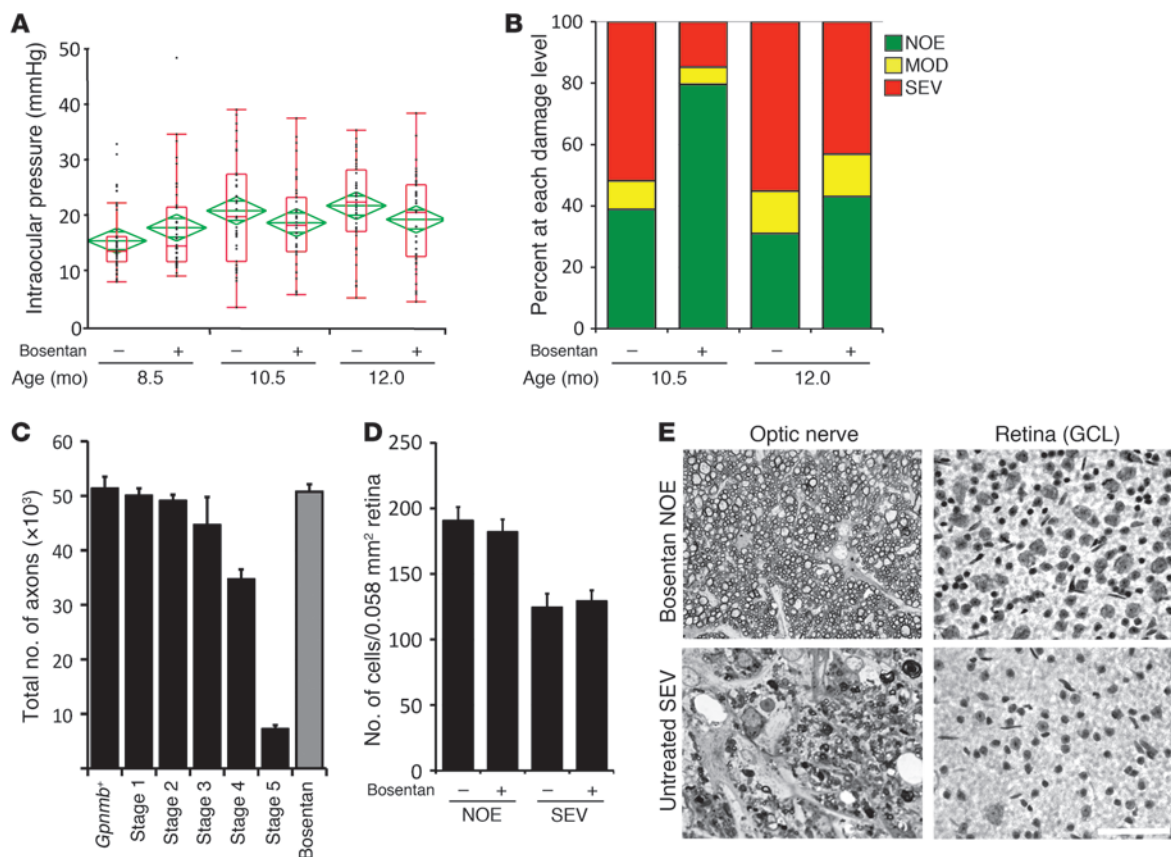 A
Intraocular pressure (mmHg)
50
40
30
20
10
0
Bosentan – + – + – +
Age (mo) 8.5 10.5 12.0
B
Percent at each damage level
100
80
60
40
20
0
NOE
MOD
SEV
Bosentan – + – +
Age (mo) 10.5 12.0
C
Total no. of axons (×10³)
60
50
40
30
20
10
Gpnmb⁺
Stage 1
Stage 2
Stage 3
Stage 4
Stage 5
Bosentan
D
No. of cells/0.058 mm² retina
250
200
150
100
50
0
Bosentan – + – +
NOE SEV
E
Optic nerve Retina (GCL)
Bosentan NOE
Untreated SEV